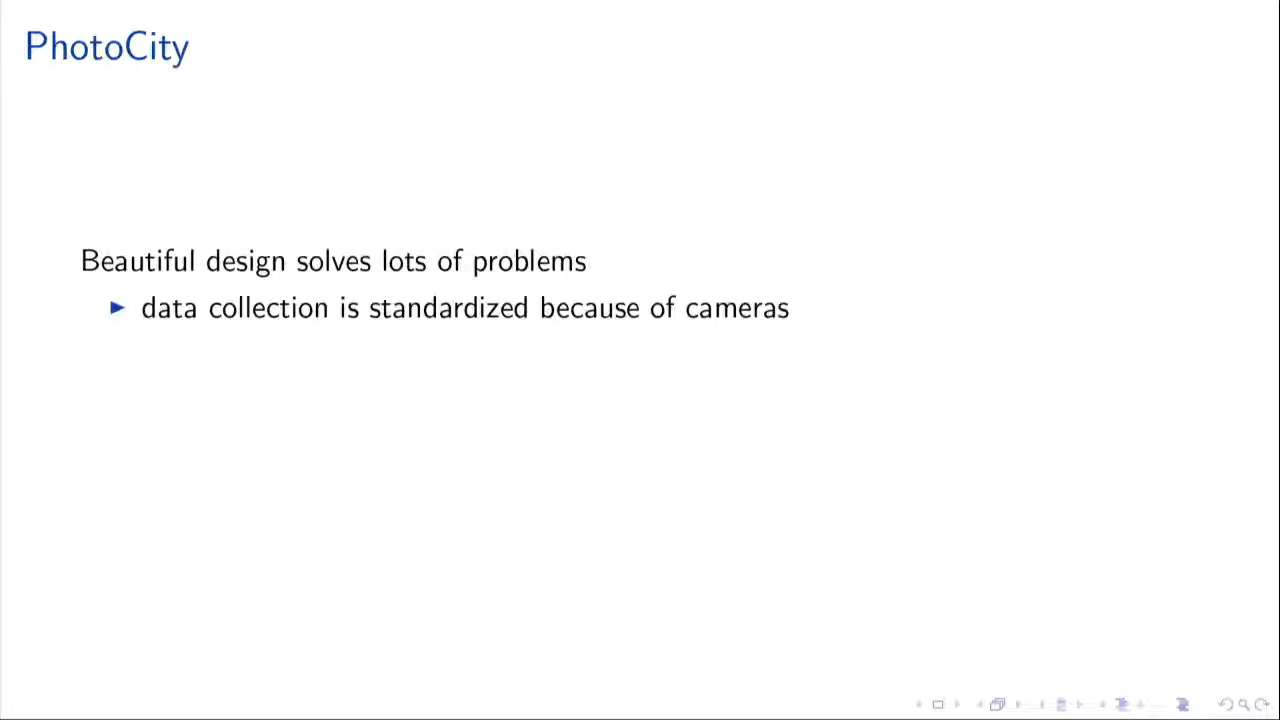 PhotoCity
Beautiful design solves lots of problems
data collection is standardized because of cameras